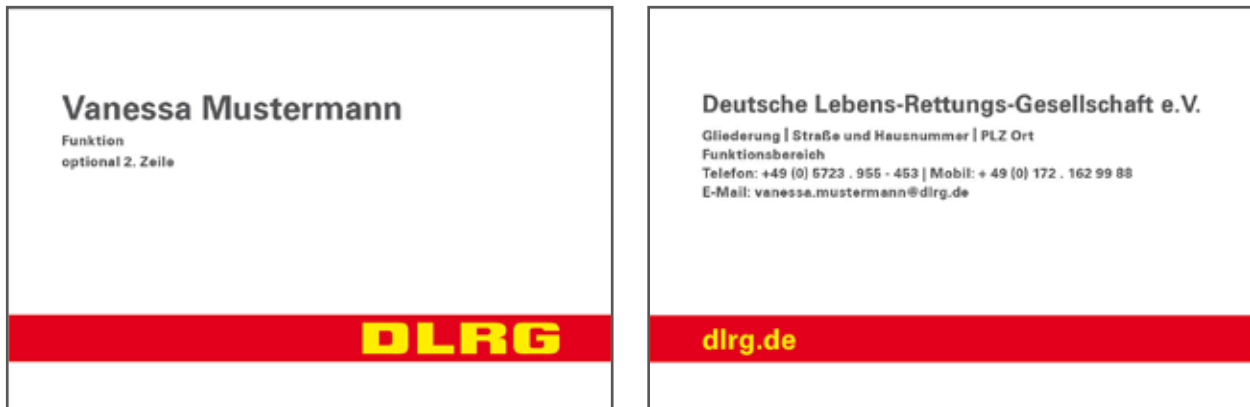 Vanessa Mustermann
Funktion
optional 2. Zeile
DLRG
Deutsche Lebens-Rettungs-Gesellschaft e.V.
Gliederung | Straße und Hausnummer | PLZ Ort
Funktionsbereich
Telefon: +49 (0) 5723 . 955 - 453 | Mobil: + 49 (0) 172 . 162 99 88
E-Mail: vanessa.mustermann@dlrg.de
dlrg.de